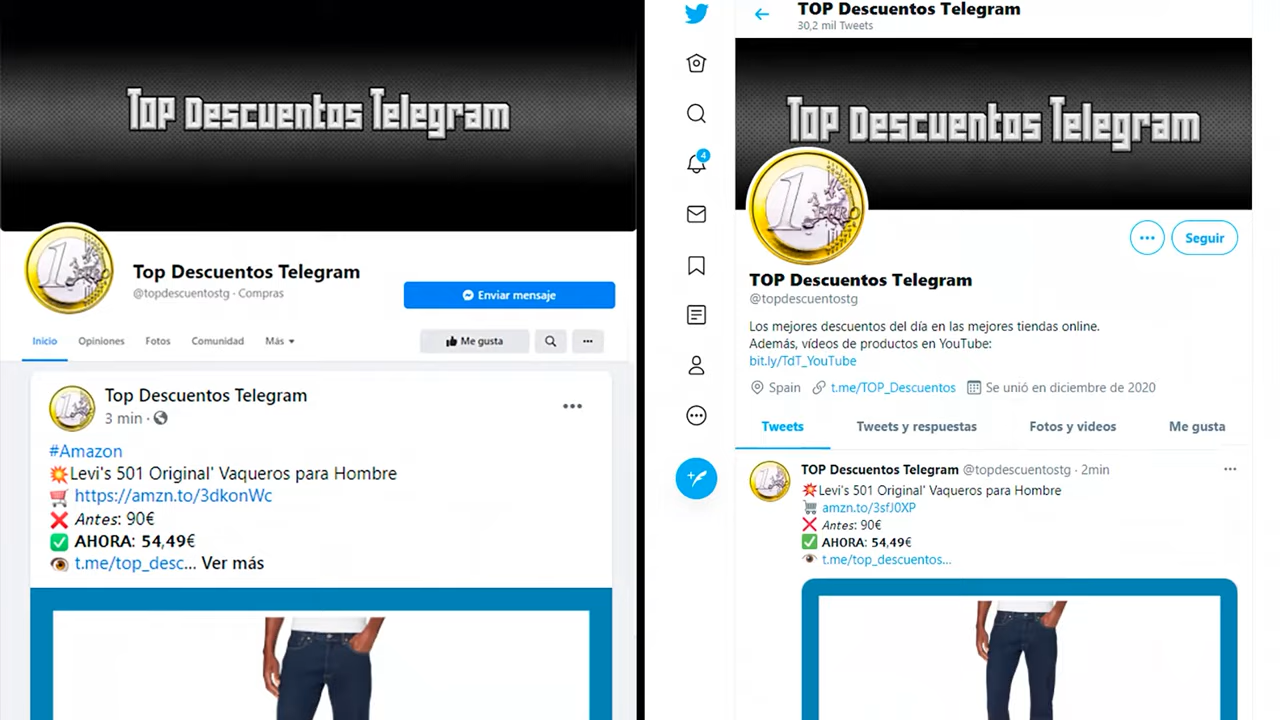 Top Descuentos Telegram
Top Descuentos Telegram
@topdescuentostg · Compras
Enviar mensaje
Inicio
Opiniones
Fotos
Comunidad
Más
Me gusta
Top Descuentos Telegram
3 min ·
#Amazon
💥Levi's 501 Original' Vaqueros para Hombre
🛒 https://amzn.to/3dkonWc
❌ Antes: 90€
✅ AHORA: 54,49€
👁 t.me/top_desc... Ver más
TOP Descuentos Telegram
30,2 mil Tweets
Top Descuentos Telegram
1 EURO
4
Seguir
TOP Descuentos Telegram
@topdescuentostg
Los mejores descuentos del día en las mejores tiendas online.
Además, vídeos de productos en YouTube:
bit.ly/TdT_YouTube
Spain t.me/TOP_Descuentos Se unió en diciembre de 2020
Tweets
Tweets y respuestas
Fotos y videos
Me gusta
TOP Descuentos Telegram @topdescuentostg · 2min
💥Levi's 501 Original' Vaqueros para Hombre
🛒 amzn.to/3sfJ0XP
❌ Antes: 90€
✅ AHORA: 54,49€
👁 t.me/top_descuentos...